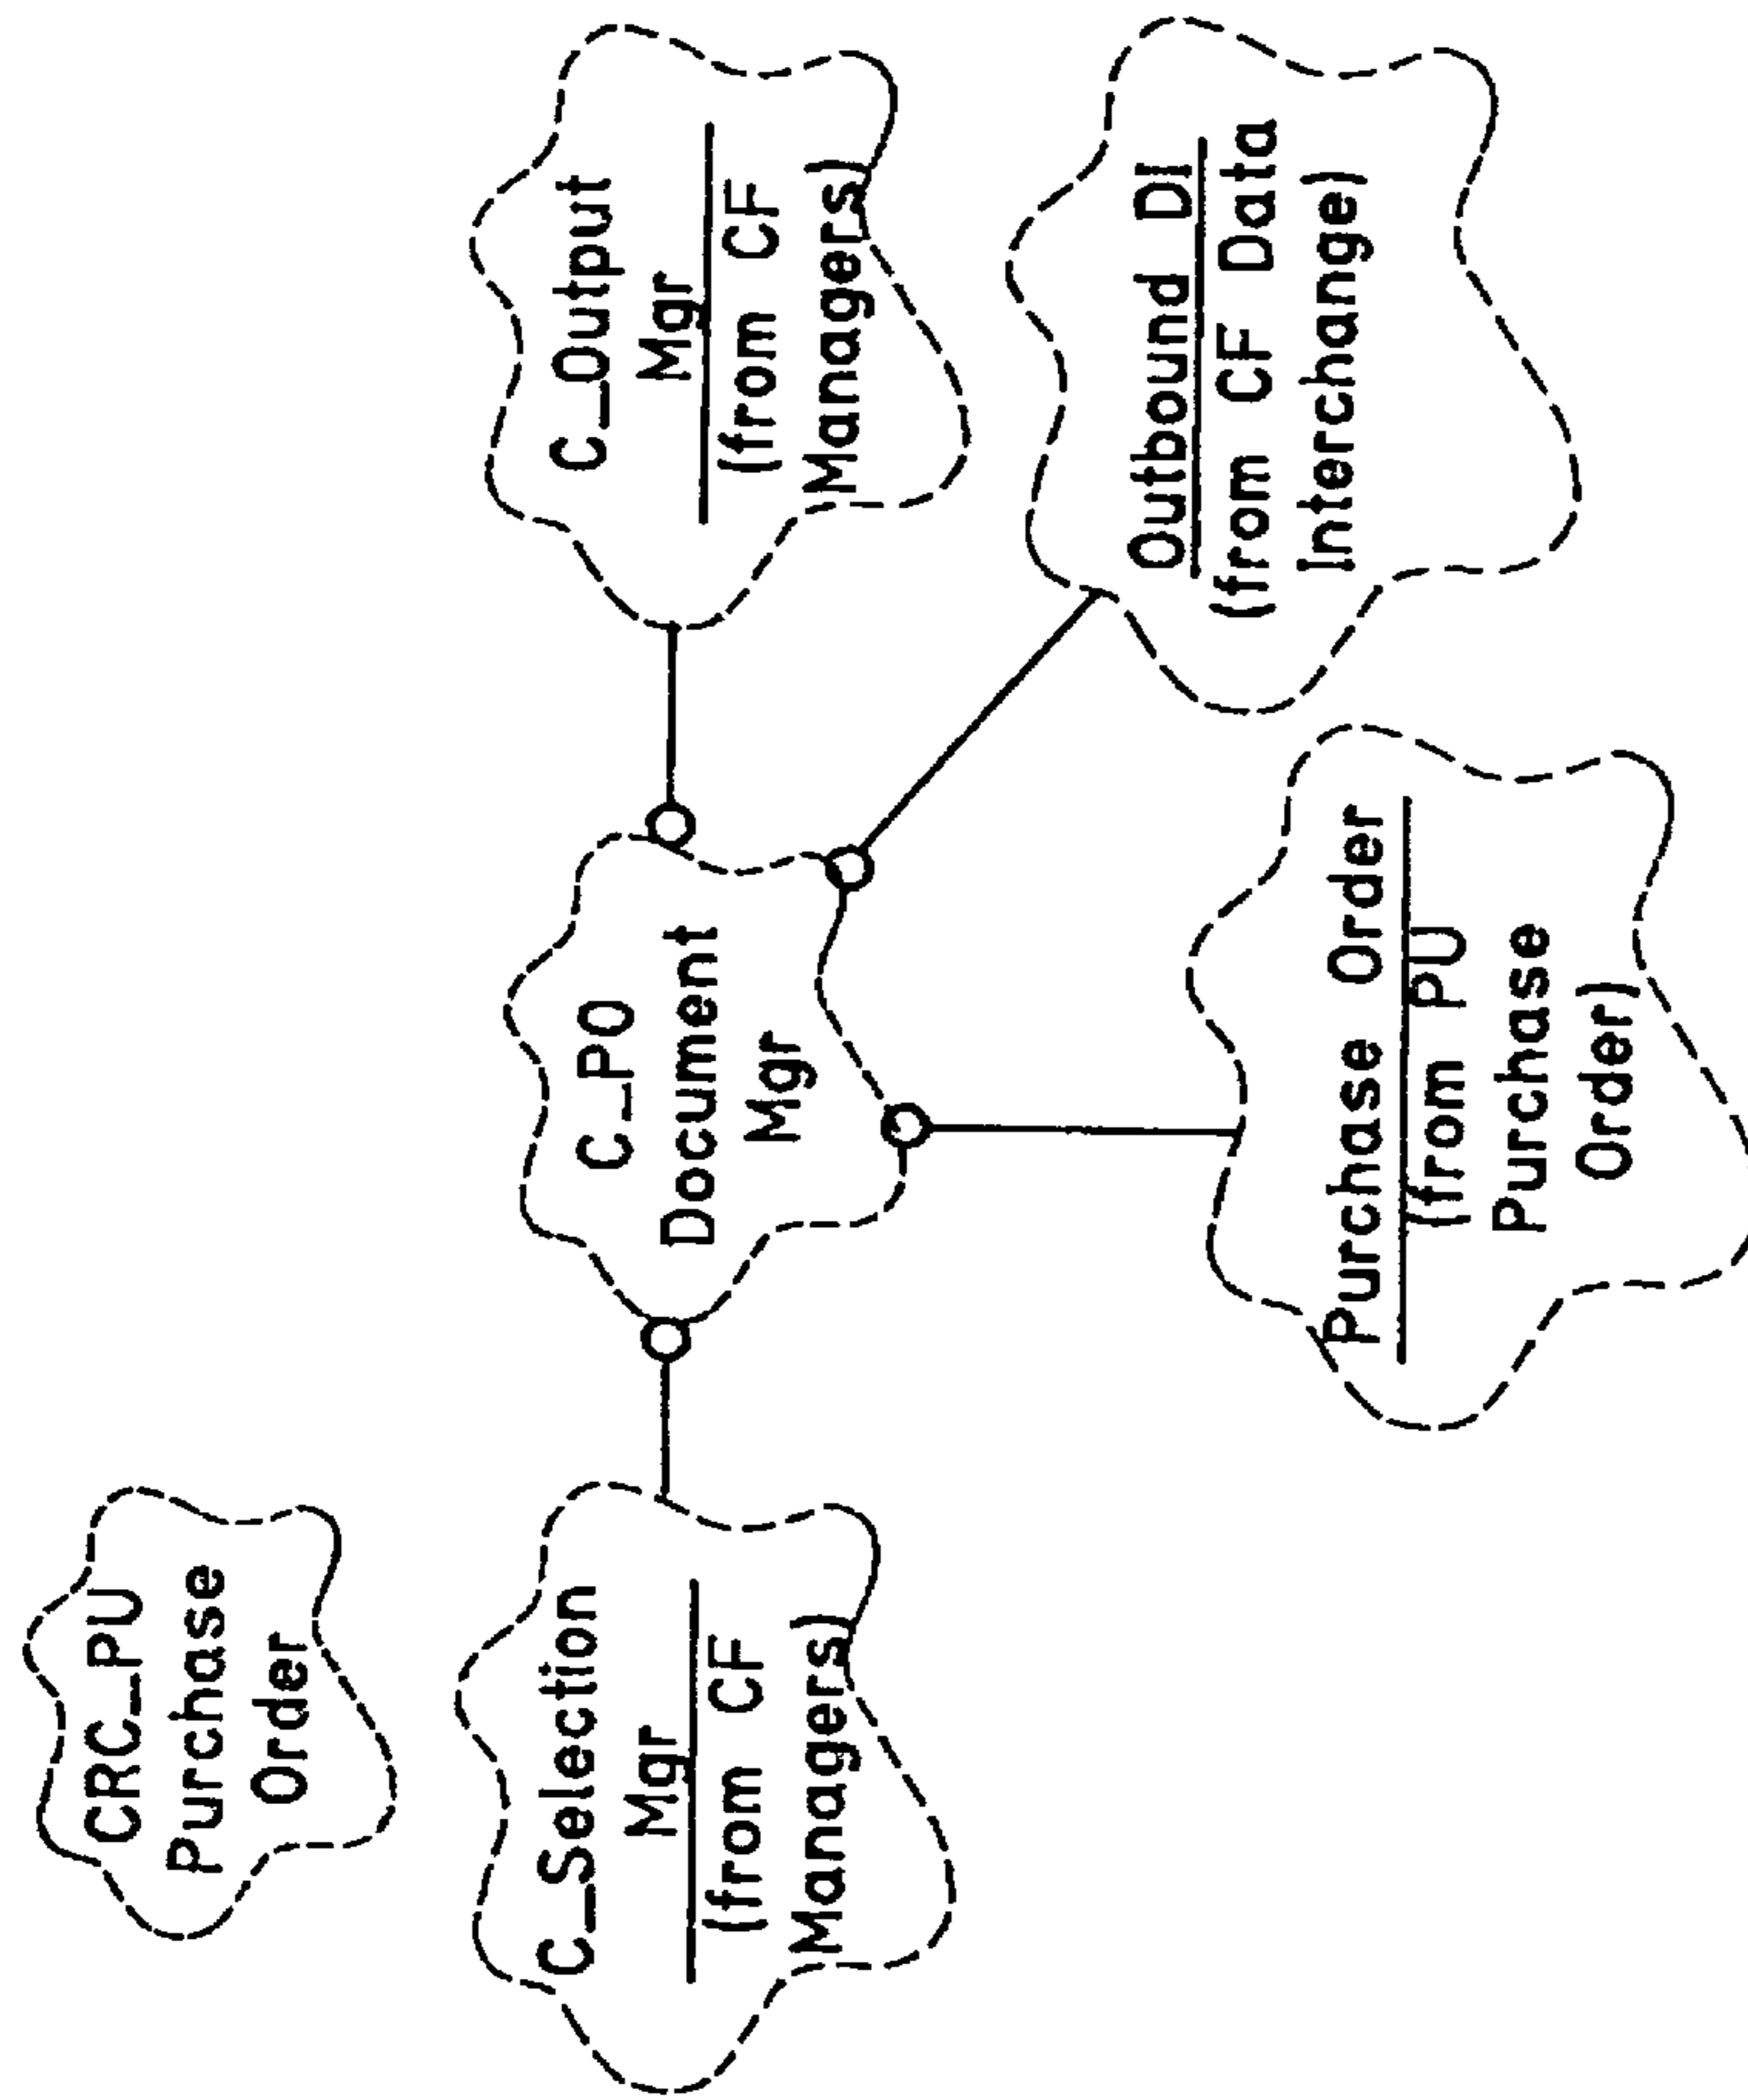 CRC_PU
Purchase
Order
C_Selection
Mgr
(from CF
Managers)
C_PO
Document
Mgr
C_Output
Mgr
(from CF
Managers)
Purchase Order
(from PU
Purchase
Order)
Outbound DI
(from CF Data
Interchange)